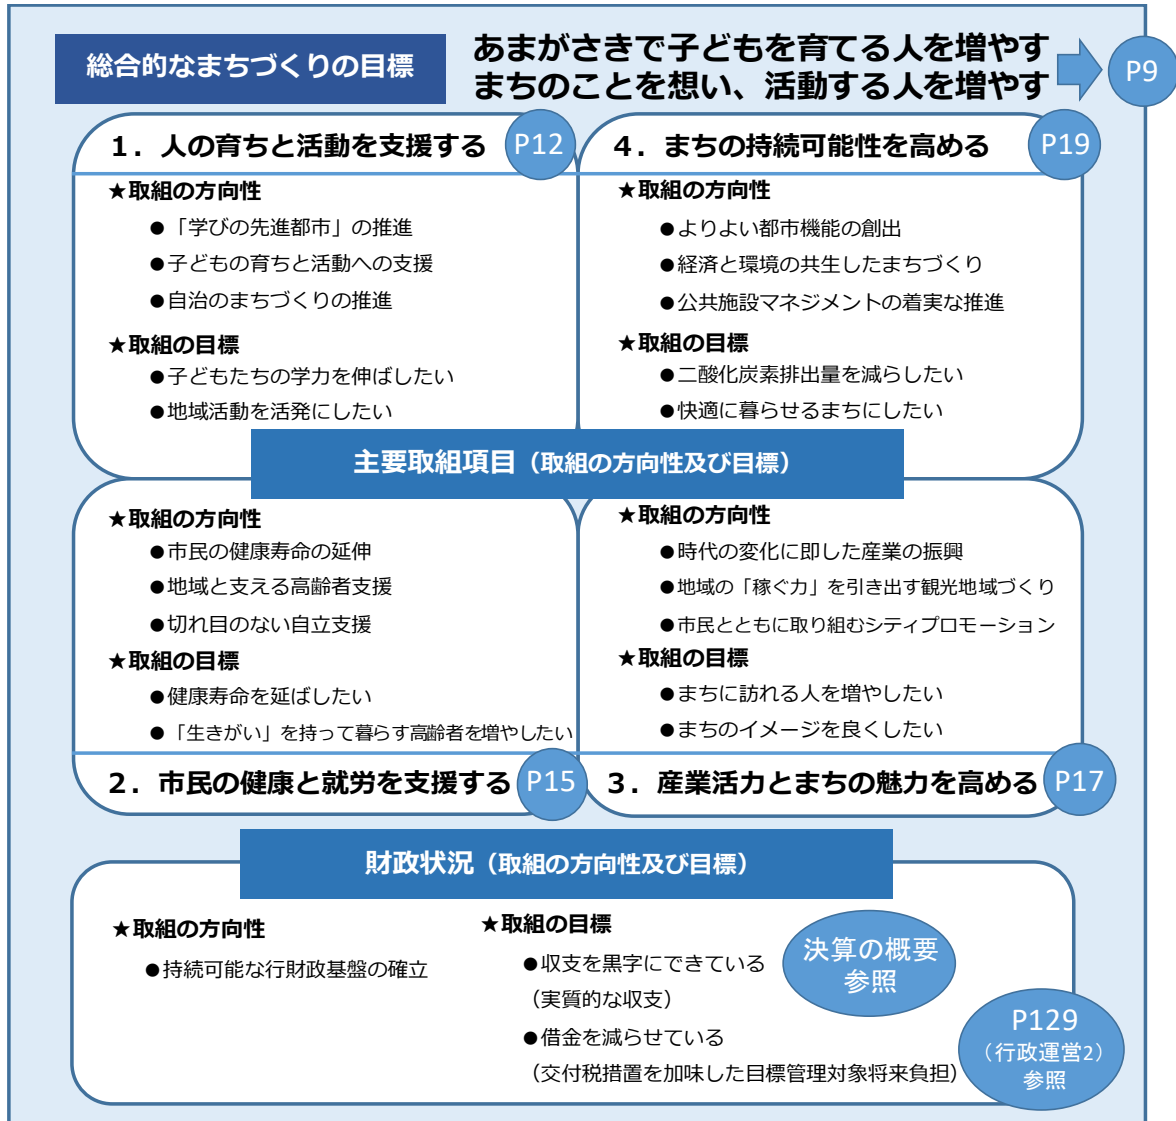 総合的なまちづくりの目標
あまがさきで子どもを育てる人を増やす
まちのことを想い、活動する人を増やす
P9
1．人の育ちと活動を支援する
P12
★取組の方向性
●「学びの先進都市」の推進
●子どもの育ちと活動への支援
●自治のまちづくりの推進
★取組の目標
●子どもたちの学力を伸ばしたい
●地域活動を活発にしたい
4．まちの持続可能性を高める
P19
★取組の方向性
●よりよい都市機能の創出
●経済と環境の共生したまちづくり
●公共施設マネジメントの着実な推進
★取組の目標
●二酸化炭素排出量を減らしたい
●快適に暮らせるまちにしたい
主要取組項目（取組の方向性及び目標）
★取組の方向性
●市民の健康寿命の延伸
●地域と支える高齢者支援
●切れ目のない自立支援
★取組の目標
●健康寿命を延ばしたい
●「生きがい」を持って暮らす高齢者を増やしたい
2．市民の健康と就労を支援する
P15
★取組の方向性
●時代の変化に即した産業の振興
●地域の「稼ぐ力」を引き出す観光地域づくり
●市民とともに取り組むシティプロモーション
★取組の目標
●まちに訪れる人を増やしたい
●まちのイメージを良くしたい
3．産業活力とまちの魅力を高める
P17
財政状況（取組の方向性及び目標）
★取組の方向性
●持続可能な行財政基盤の確立
★取組の目標
●収支を黒字にできている
（実質的な収支）
●借金を減らせている
（交付税措置を加味した目標管理対象将来負担）
決算の概要
参照
P129
（行政運営2）
参照